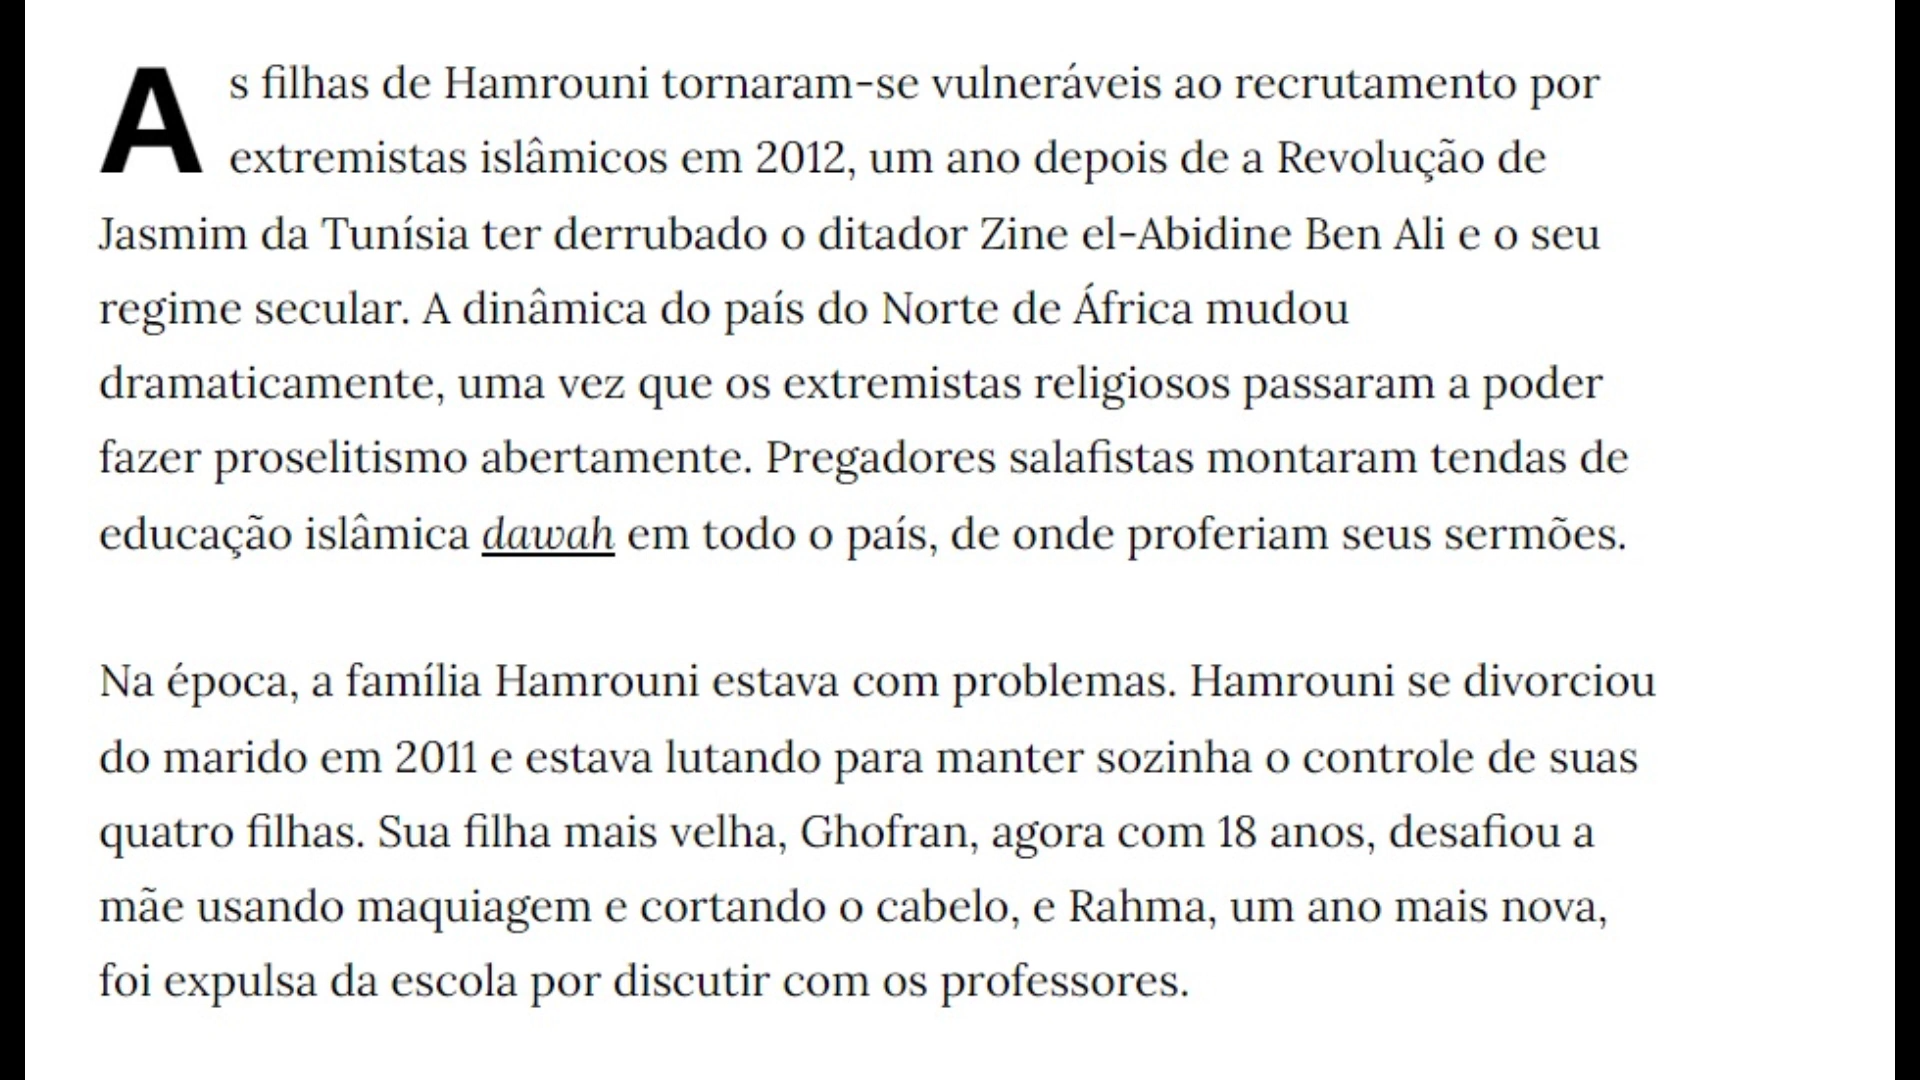 As filhas de Hamrouni tornaram-se vulneráveis ao recrutamento por
extremistas islâmicos em 2012, um ano depois de a Revolução de
Jasmim da Tunísia ter derrubado o ditador Zine el-Abidine Ben Ali e o seu
regime secular. A dinâmica do país do Norte de África mudou
dramaticamente, uma vez que os extremistas religiosos passaram a poder
fazer proselitismo abertamente. Pregadores salafistas montaram tendas de
educação islâmica dawah em todo o país, de onde proferiam seus sermões.
Na época, a família Hamrouni estava com problemas. Hamrouni se divorciou
do marido em 2011 e estava lutando para manter sozinha o controle de suas
quatro filhas. Sua filha mais velha, Ghofran, agora com 18 anos, desafiou a
mãe usando maquiagem e cortando o cabelo, e Rahma, um ano mais nova,
foi expulsa da escola por discutir com os professores.